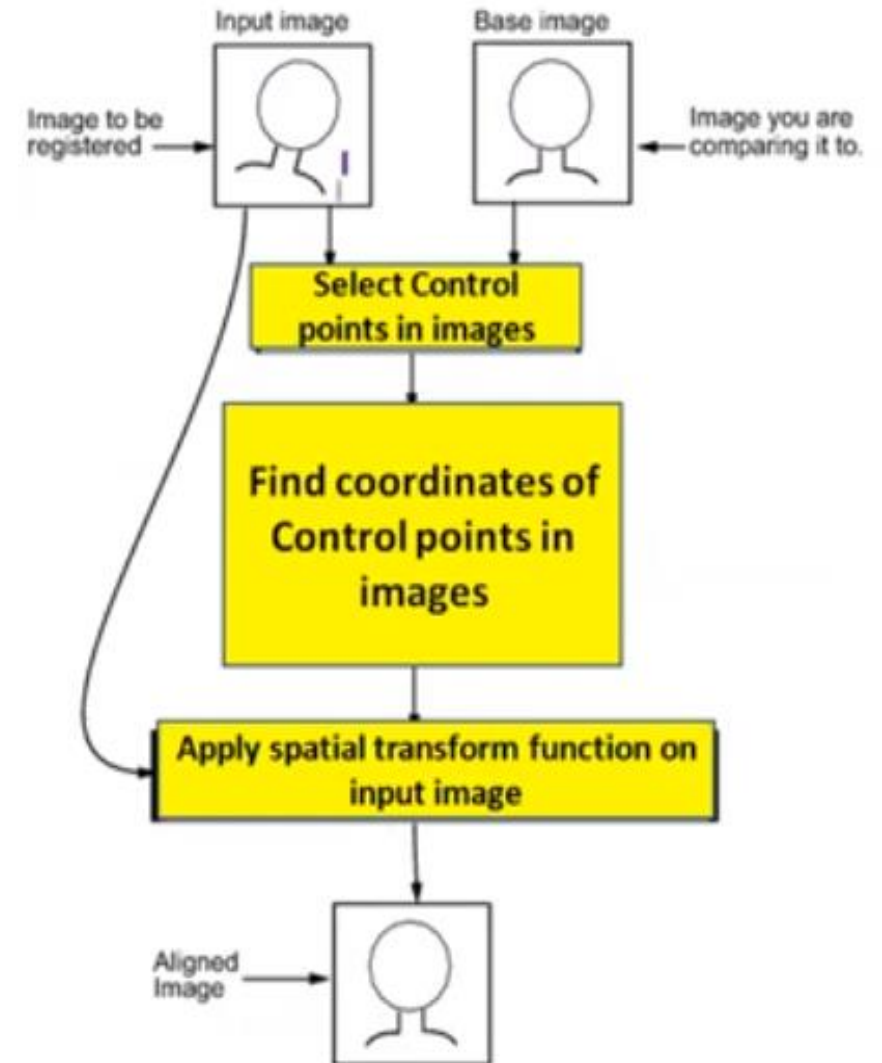 Input image
Base image
Image to be
registered
Image you are
comparing it to.
Select Control
points in images
Find coordinates of
Control points in
images
Apply spatial transform function on
input image
Aligned
Image